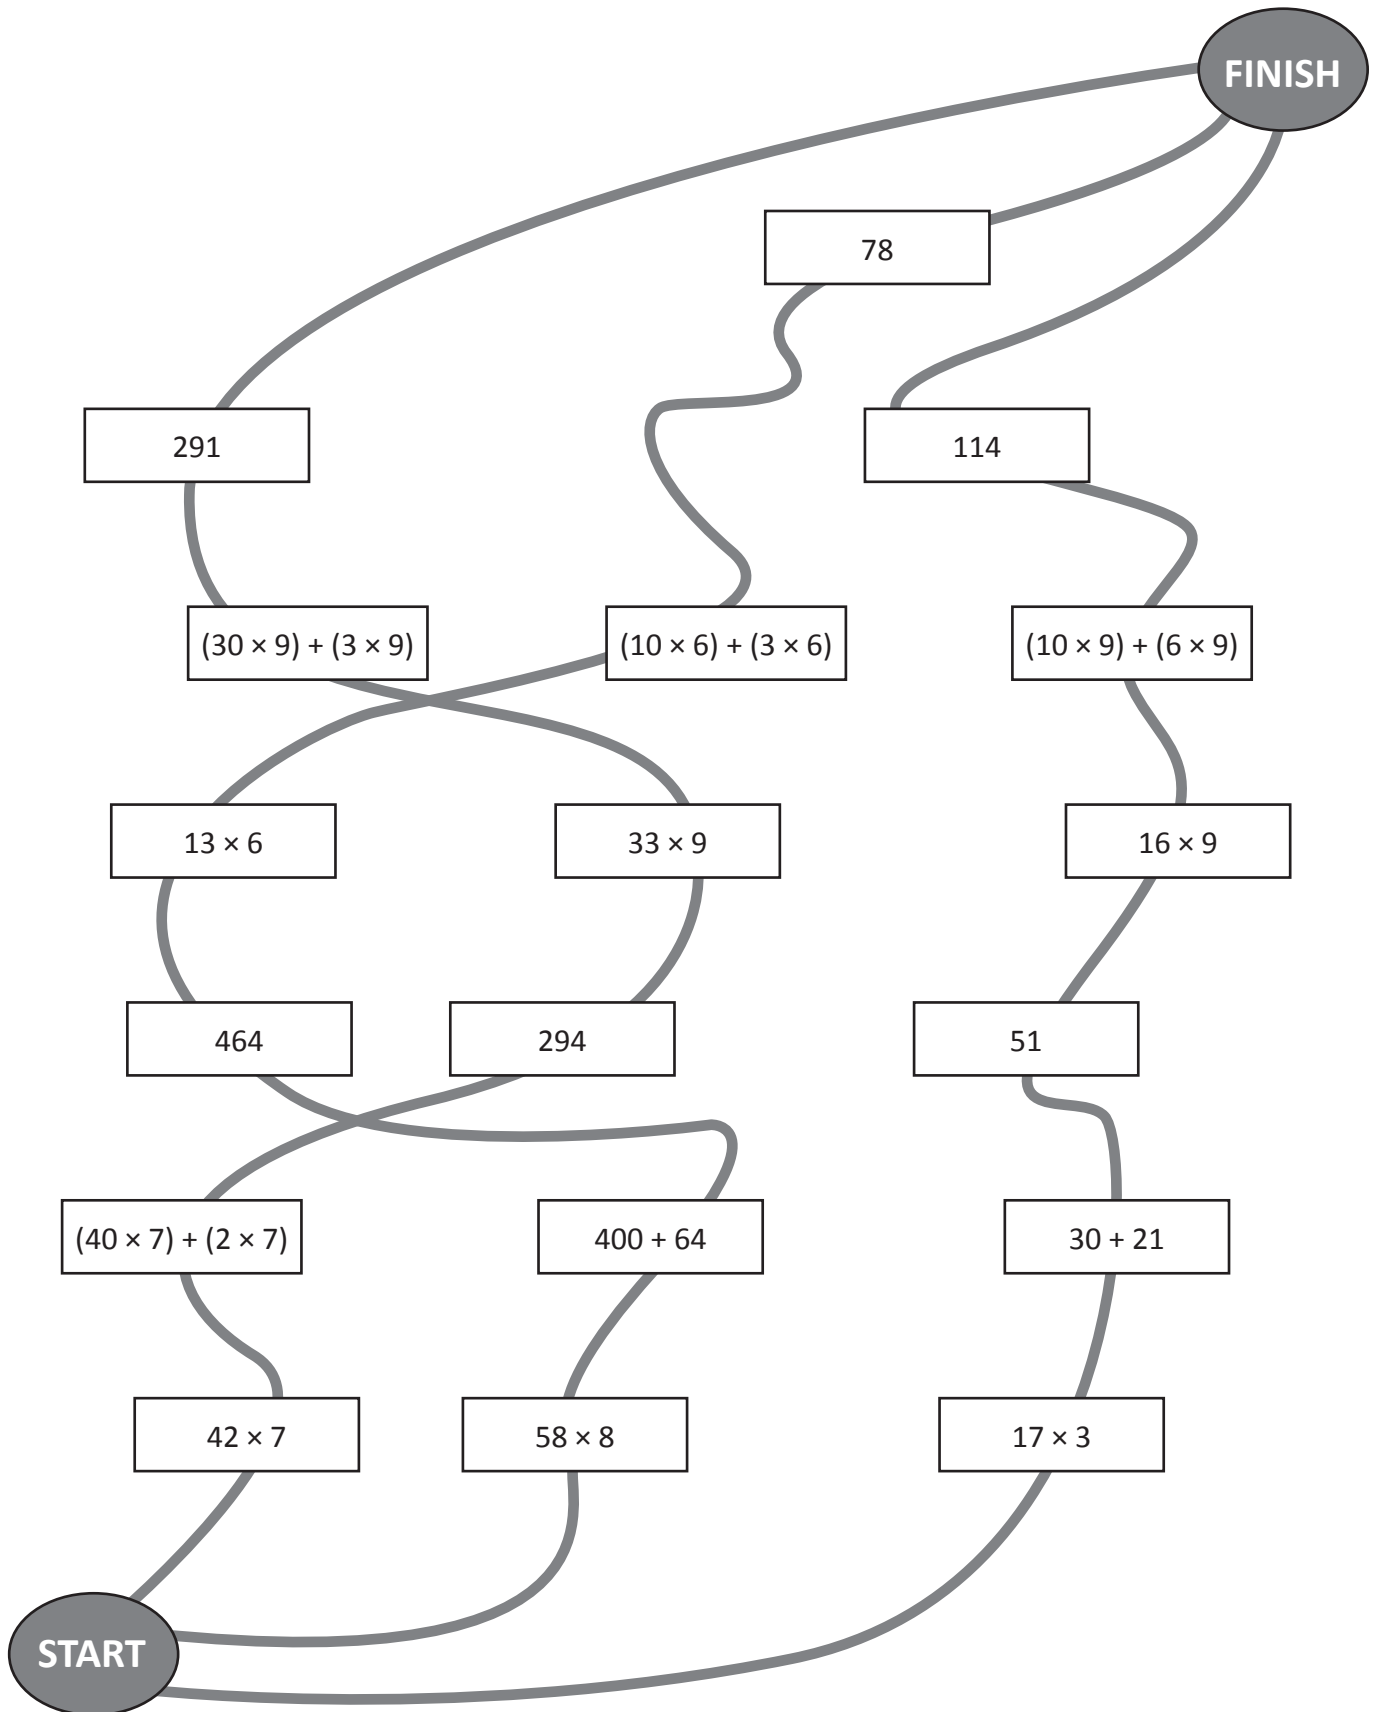 FINISH
78
291
114
(30 × 9) + (3 × 9)
(10 × 6) + (3 × 6)
(10 × 9) + (6 × 9)
13 × 6
33 × 9
16 × 9
464
294
51
(40 × 7) + (2 × 7)
400 + 64
30 + 21
42 × 7
58 × 8
17 × 3
START